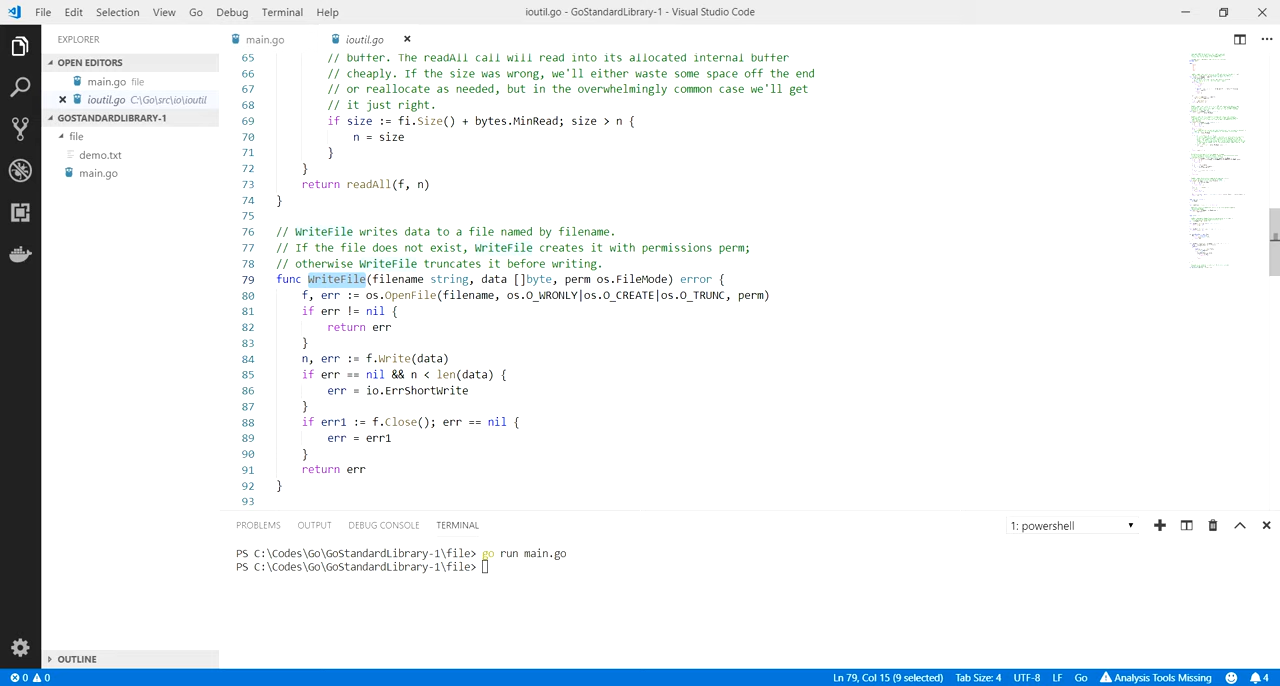 File Edit Selection View Go Debug Terminal Help
ioutil.go - GoStandardLibrary-1 - Visual Studio Code
EXPLORER
OPEN EDITORS
main.go file
ioutil.go C:\Go\src\io\ioutil
GOSTANDARDLIBRARY-1
file
demo.txt
main.go
OUTLINE
main.go
ioutil.go
65 // buffer. The readAll call will read into its allocated internal buffer
66 // cheaply. If the size was wrong, we'll either waste some space off the end
67 // or reallocate as needed, but in the overwhelmingly common case we'll get
68 // it just right.
69 if size := fi.Size() + bytes.MinRead; size > n {
70 n = size
71 }
72 }
73 return readAll(f, n)
74 }
75
76 // WriteFile writes data to a file named by filename.
77 // If the file does not exist, WriteFile creates it with permissions perm;
78 // otherwise WriteFile truncates it before writing.
79 func WriteFile(filename string, data []byte, perm os.FileMode) error {
80 f, err := os.OpenFile(filename, os.O_WRONLY|os.O_CREATE|os.O_TRUNC, perm)
81 if err != nil {
82 return err
83 }
84 n, err := f.Write(data)
85 if err == nil && n < len(data) {
86 err = io.ErrShortWrite
87 }
88 if err1 := f.Close(); err == nil {
89 err = err1
90 }
91 return err
92 }
93
PROBLEMS OUTPUT DEBUG CONSOLE TERMINAL
1: powershell
PS C:\Codes\Go\GoStandardLibrary-1\file> go run main.go
PS C:\Codes\Go\GoStandardLibrary-1\file>
0 0
Ln 79, Col 15 (9 selected) Tab Size: 4 UTF-8 LF Go Analysis Tools Missing 4